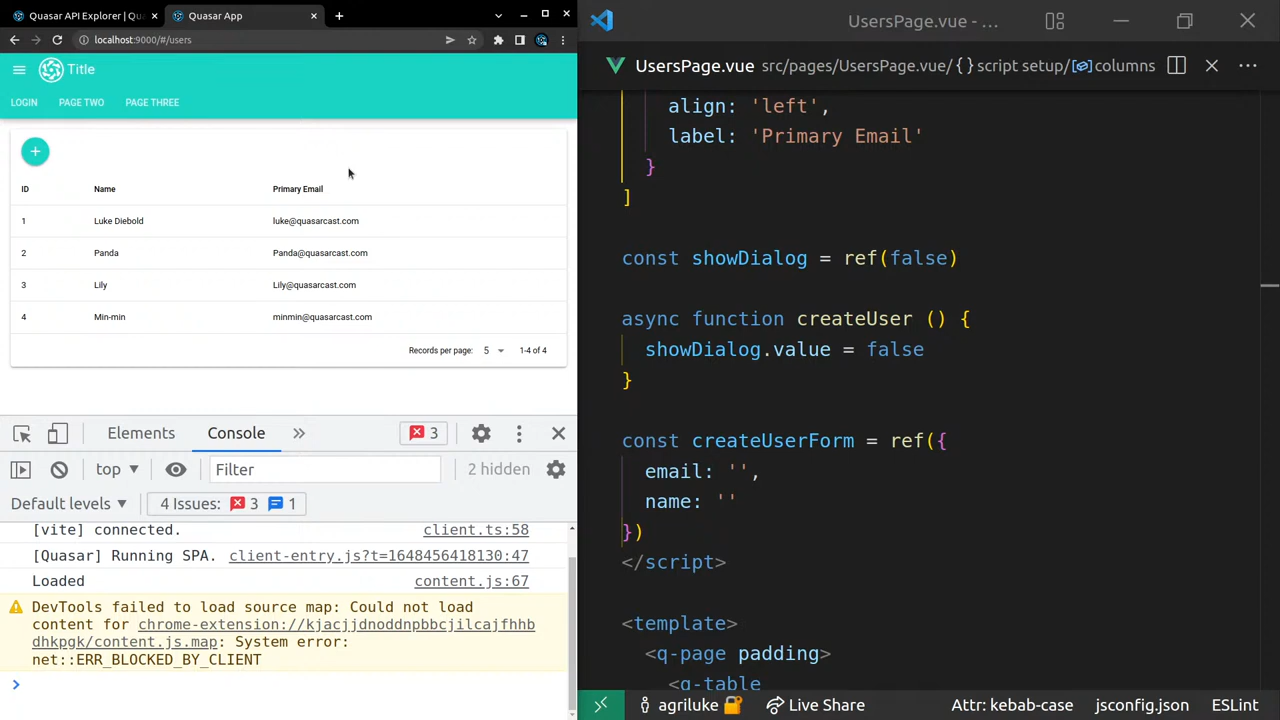 Quasar API Explorer | Qu
Quasar App
localhost:9000/#/users
Title
LOGIN PAGE TWO PAGE THREE
+
ID Name Primary Email
1 Luke Diebold luke@quasarcast.com
2 Panda Panda@quasarcast.com
3 Lily Lily@quasarcast.com
4 Min-min minmin@quasarcast.com
Records per page: 5 1-4 of 4
Elements Console » 3
top Filter 2 hidden
Default levels 4 Issues: 3 1
[vite] connected. client.ts:58
[Quasar] Running SPA. client-entry.js?t=1648456418130:47
Loaded content.js:67
DevTools failed to load source map: Could not load
content for chrome-extension://kjacjjdnoddnpbbcjilcajfhhb
dhkpgk/content.js.map: System error:
net::ERR_BLOCKED_BY_CLIENT
>
UsersPage.vue - ...
UsersPage.vue src/pages/UsersPage.vue/{} script setup/columns ...
align: 'left',
label: 'Primary Email'
}
]
const showDialog = ref(false)
async function createUser () {
showDialog.value = false
}
const createUserForm = ref({
email: '',
name: ''
})
</script>
<template>
<q-page padding>
<q-table
agriluke Live Share Attr: kebab-case jsconfig.json ESLint